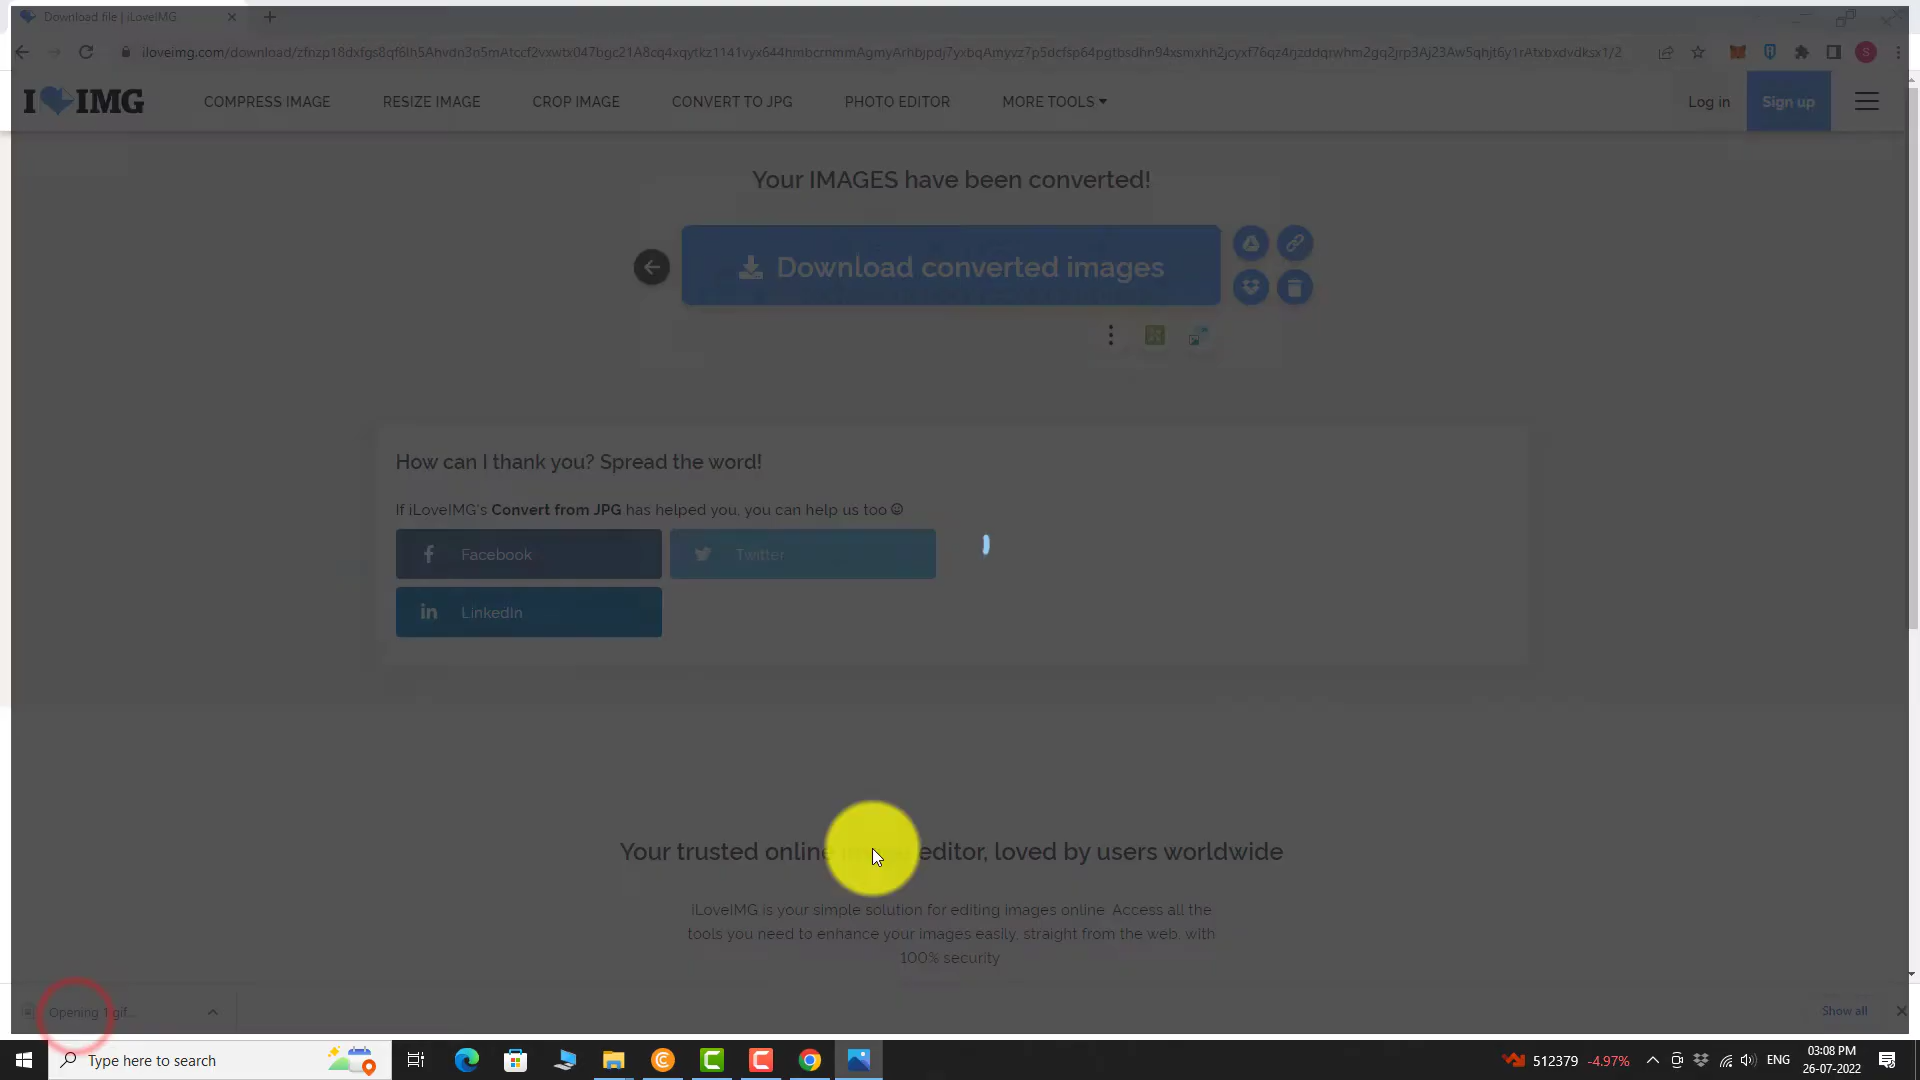 Download file | iLoveIMG
iloveimg.com/download/zfnzp18dxfgs8qf6lh5Ahvdn3n5mAtccf2vxwtx047bgc21A8cq4xqytkz1141vyx644hmbcrnmmAgmyArhbjpdj7yxbqAmyvz7p5dcfsp64pgtbsdhn94xsmxhh2jcyxf76qz4rjzddqrwhm2gq2jrp3Aj23Aw5qhjt6y1rAtxbxdvdksx1/2
S
I IMG
COMPRESS IMAGE
RESIZE IMAGE
CROP IMAGE
CONVERT TO JPG
PHOTO EDITOR
MORE TOOLS
Log in
Sign up
Your IMAGES have been converted!
Download converted images
How can I thank you? Spread the word!
If iLoveIMG's Convert from JPG has helped you, you can help us too
Facebook
Twitter
LinkedIn
Your trusted online editor, loved by users worldwide
iLoveIMG is your simple solution for editing images online. Access all the
tools you need to enhance your images easily, straight from the web, with
100% security
Opening 1.gif...
Show all
Type here to search
512379 -4.97%
ENG
03:08 PM
26-07-2022